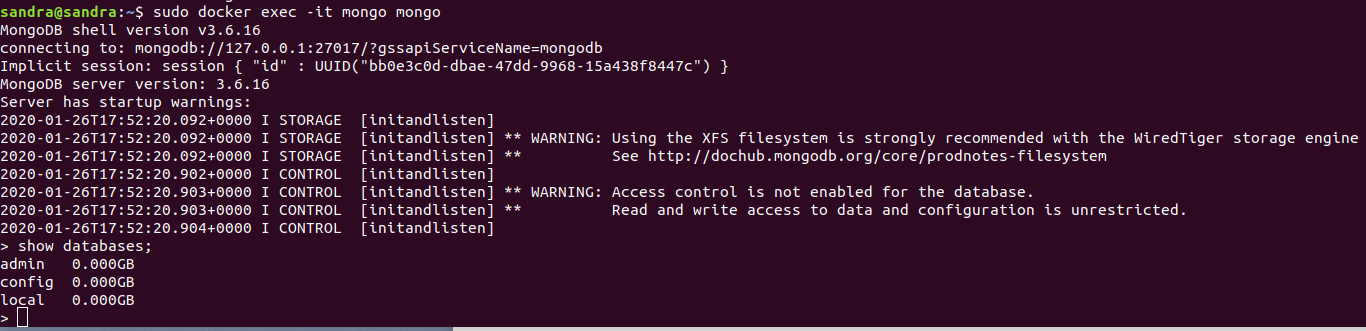 sandra@sandra:~$ sudo docker exec -it mongo mongo
MongoDB shell version v3.6.16
connecting to: mongodb://127.0.0.1:27017/?gssapiServiceName=mongodb
Implicit session: session { "id" : UUID("bb0e3c0d-dbae-47dd-9968-15a438f8447c") }
MongoDB server version: 3.6.16
Server has startup warnings:
2020-01-26T17:52:20.092+0000 I STORAGE  [initandlisten]
2020-01-26T17:52:20.092+0000 I STORAGE  [initandlisten] ** WARNING: Using the XFS filesystem is strongly recommended with the WiredTiger storage engine
2020-01-26T17:52:20.092+0000 I STORAGE  [initandlisten] **          See http://dochub.mongodb.org/core/prodnotes-filesystem
2020-01-26T17:52:20.902+0000 I CONTROL  [initandlisten]
2020-01-26T17:52:20.903+0000 I CONTROL  [initandlisten] ** WARNING: Access control is not enabled for the database.
2020-01-26T17:52:20.903+0000 I CONTROL  [initandlisten] **          Read and write access to data and configuration is unrestricted.
2020-01-26T17:52:20.904+0000 I CONTROL  [initandlisten]
> show databases;
admin   0.000GB
config  0.000GB
local   0.000GB
>